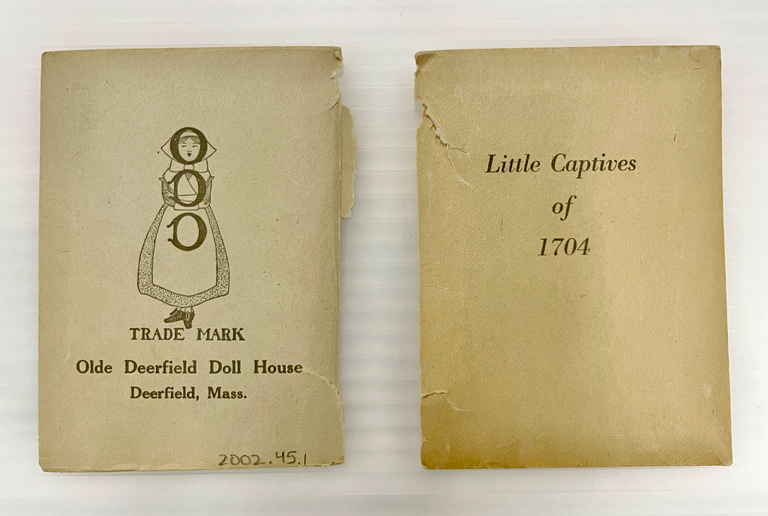 O
O
D
TRADE MARK
Olde Deerfield Doll House
Deerfield, Mass.
2002.45.1
Little Captives
of
1704